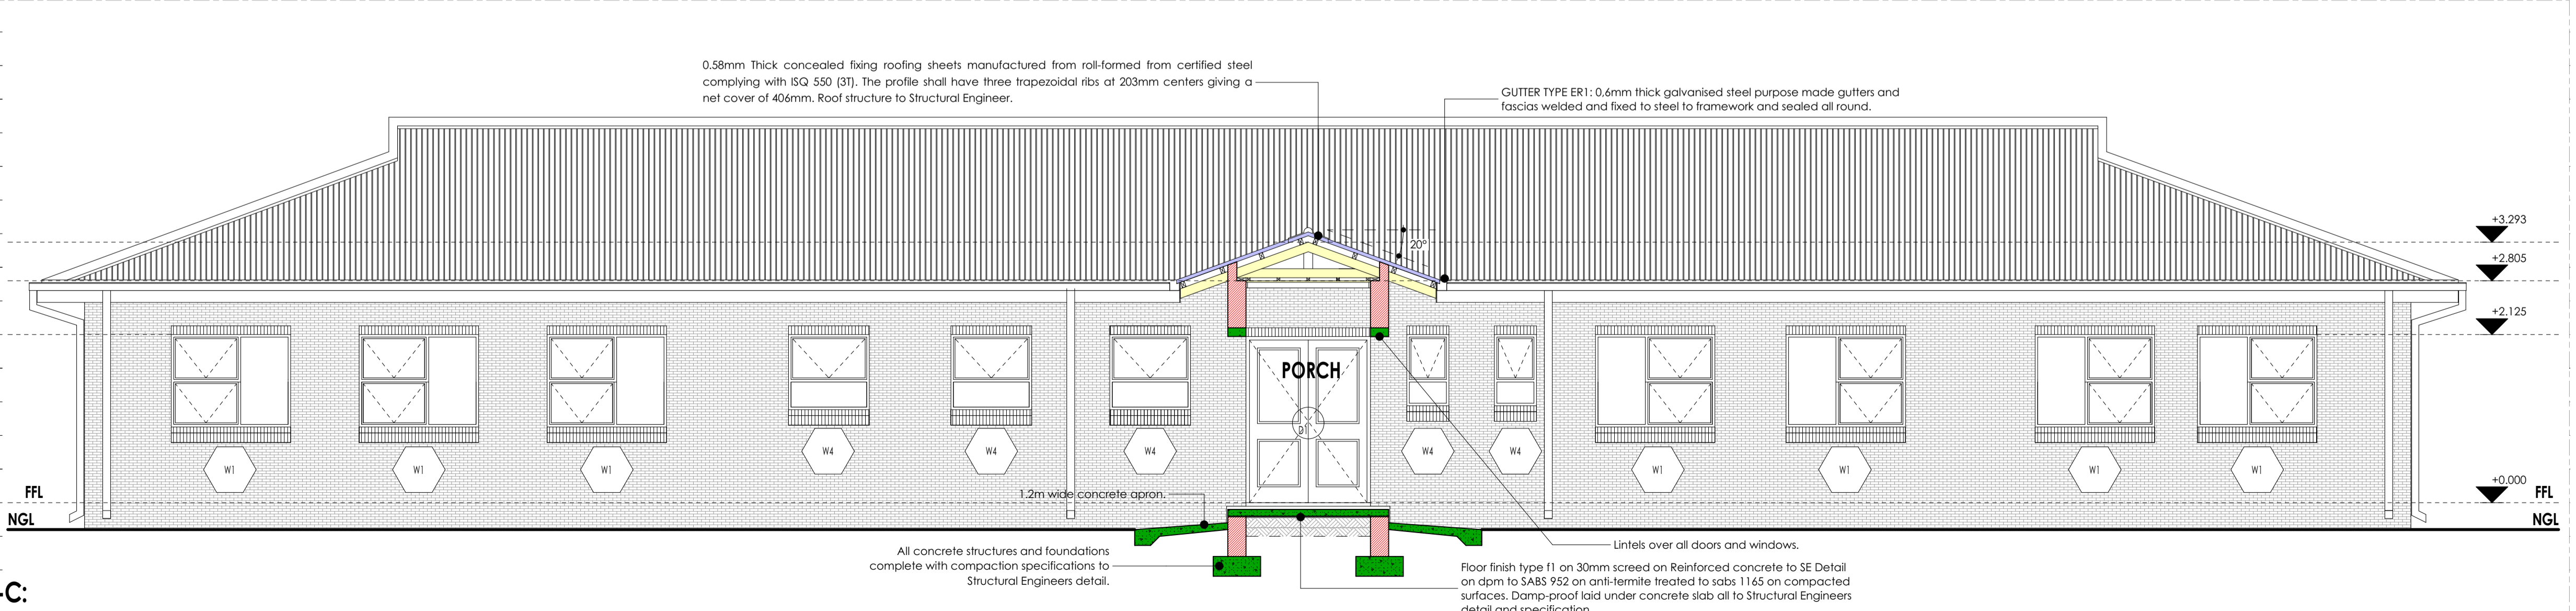 0.58mm Thick concealed fixing roofing sheets manufactured from roll-formed from certified steel
complying with ISQ 550 (3T). The profile shall have three trapezoidal ribs at 203mm centers giving a
net cover of 406mm. Roof structure to Structural Engineer.
GUTTER TYPE ER1: 0,6mm thick galvanised steel purpose made gutters and
fascias welded and fixed to steel to framework and sealed all round.
+3.293
20°
+2.805
+2.125
PORCH
D1
W1
W1
W1
W4
W4
W4
W4
W4
W1
W1
W1
W1
+0.000
FFL
FFL
1.2m wide concrete apron.
NGL
NGL
All concrete structures and foundations
complete with compaction specifications to
Structural Engineers detail.
Lintels over all doors and windows.
Floor finish type f1 on 30mm screed on Reinforced concrete to SE Detail
on dpm to SABS 952 on anti-termite treated to sabs 1165 on compacted
surfaces. Damp-proof laid under concrete slab all to Structural Engineers
detail and specification
-C: